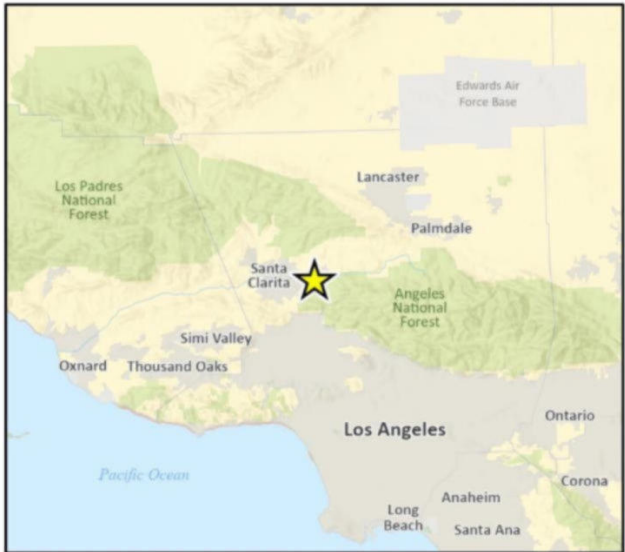 Edwards Air
Force Base
Los Padres
National
Forest
Lancaster
Palmdale
Santa
Clarita
Angeles
National
Forest
Simi Valley
Oxnard
Thousand Oaks
Los Angeles
Ontario
Pacific Ocean
Corona
Anaheim
Long
Beach
Santa Ana